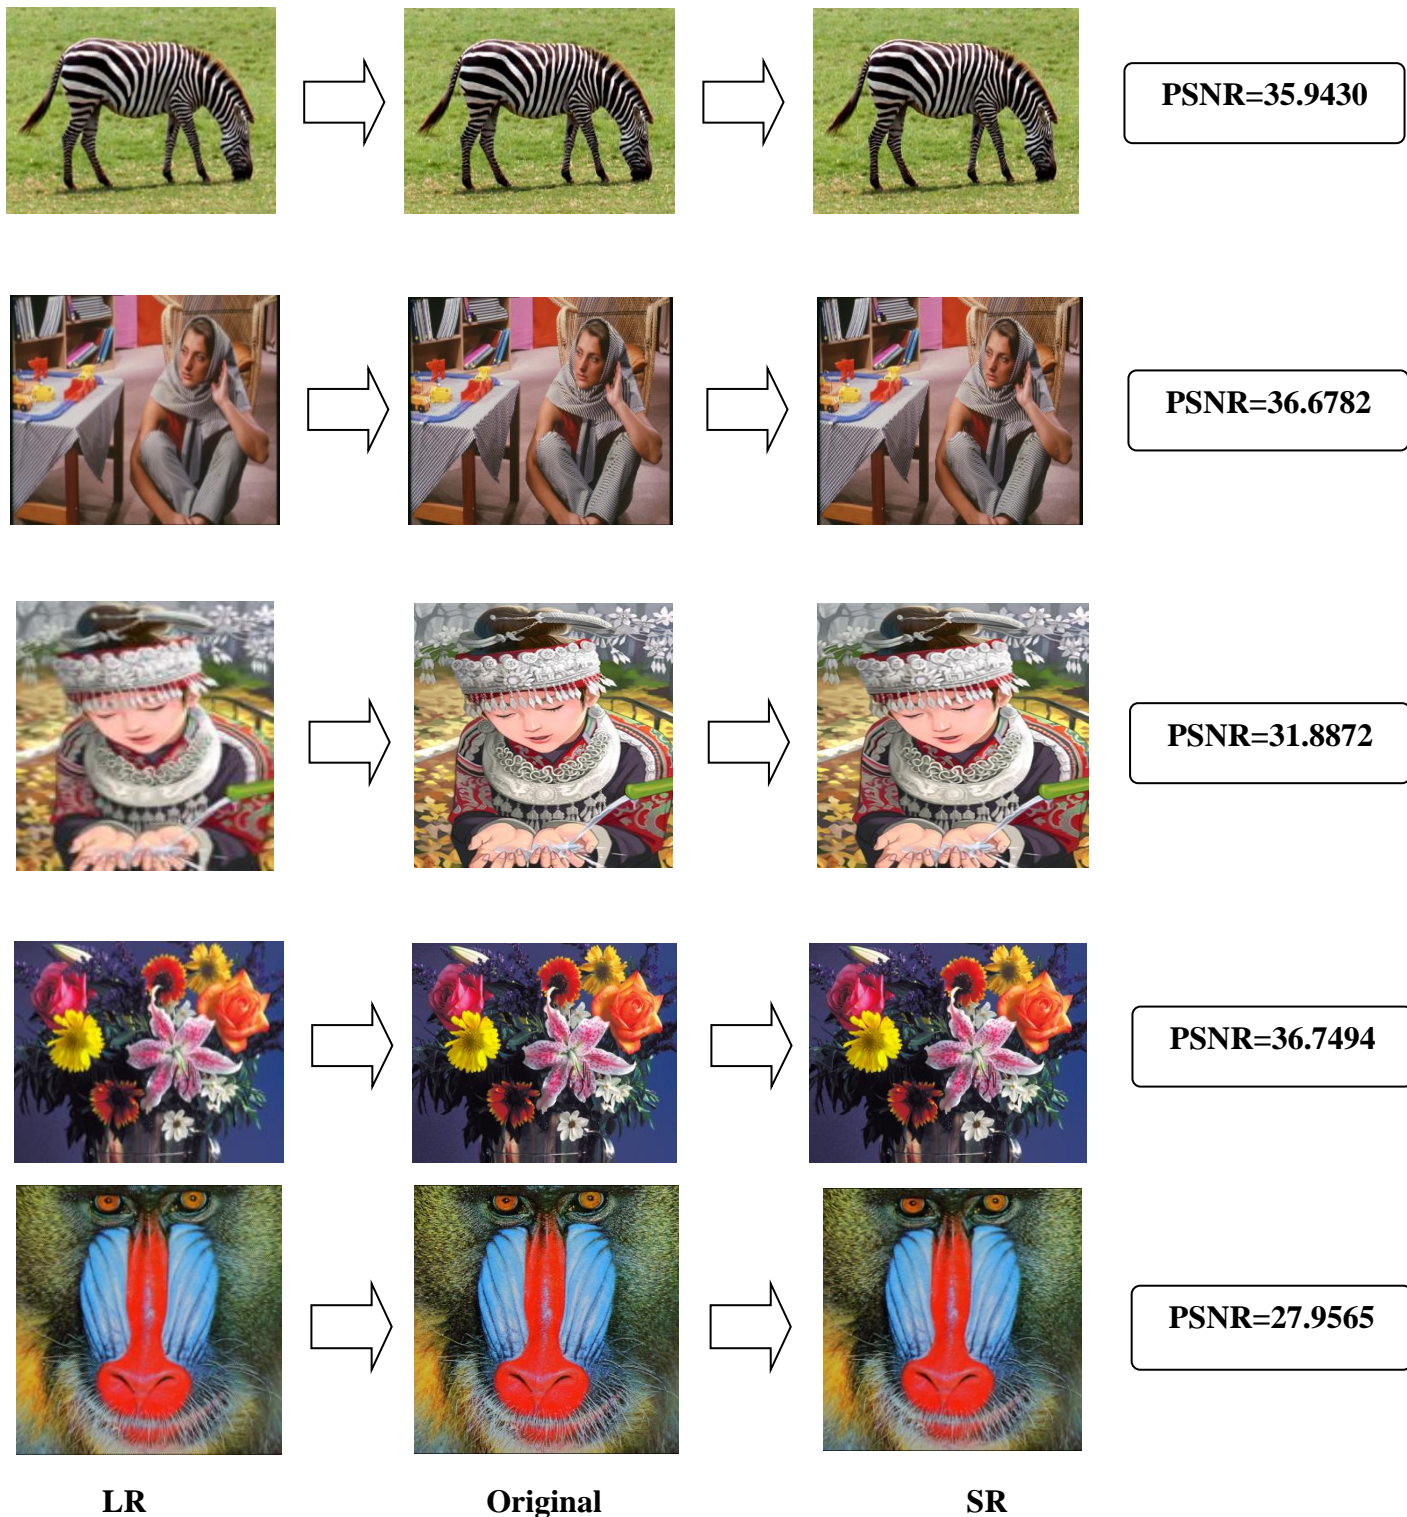 PSNR=35.9430
PSNR=36.6782
PSNR=31.8872
PSNR=36.7494
PSNR=27.9565
LR Original SR